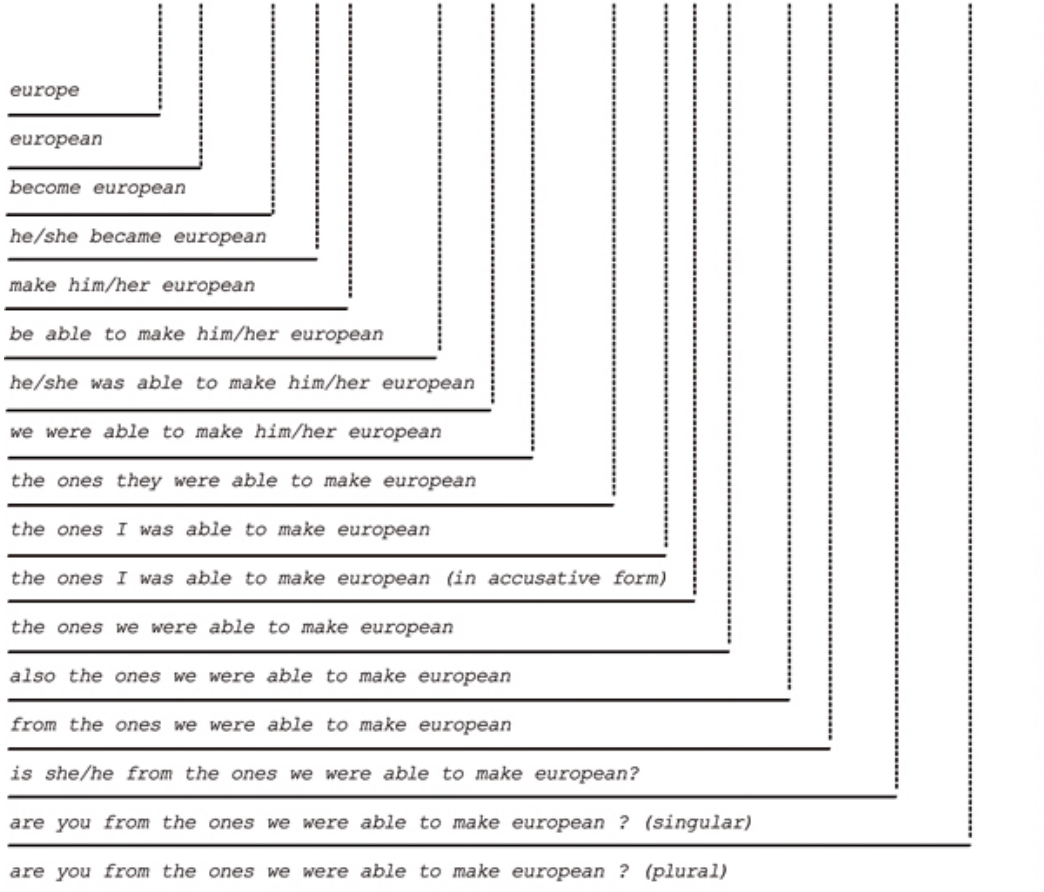 europe
european
become european
he/she became european
make him/her european
be able to make him/her european
he/she was able to make him/her european
we were able to make him/her european
the ones they were able to make european
the ones I was able to make european
the ones I was able to make european (in accusative form)
the ones we were able to make european
also the ones we were able to make european
from the ones we were able to make european
is she/he from the ones we were able to make european?
are you from the ones we were able to make european ? (singular)
are you from the ones we were able to make european ? (plural)